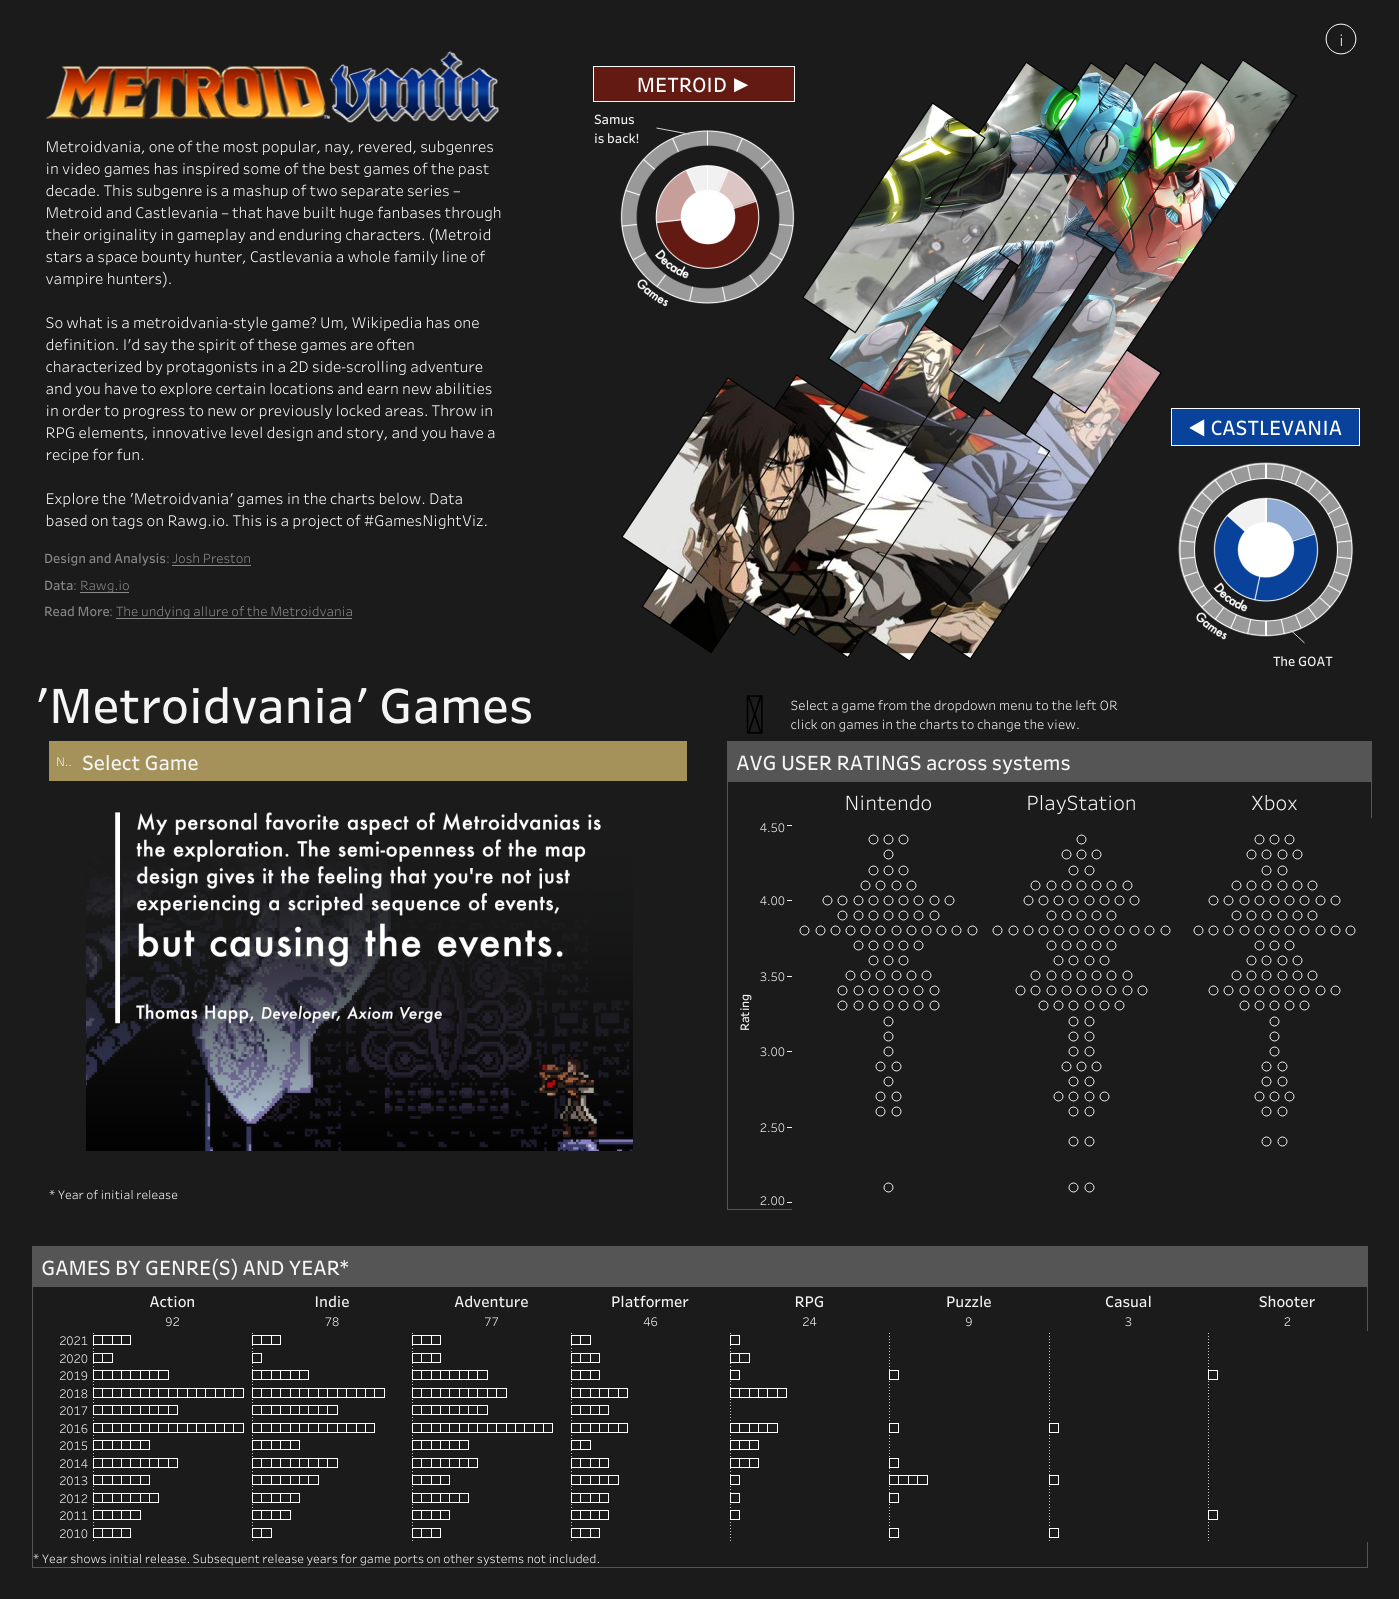 i
METROIDvania
Metroidvania, one of the most popular, nay, revered, subgenres
in video games has inspired some of the best games of the past
decade. This subgenre is a mashup of two separate series –
Metroid and Castlevania – that have built huge fanbases through
their originality in gameplay and enduring characters. (Metroid
stars a space bounty hunter, Castlevania a whole family line of
vampire hunters).
So what is a metroidvania-style game? Um, Wikipedia has one
definition. I'd say the spirit of these games are often
characterized by protagonists in a 2D side-scrolling adventure
and you have to explore certain locations and earn new abilities
in order to progress to new or previously locked areas. Throw in
RPG elements, innovative level design and story, and you have a
recipe for fun.
Explore the 'Metroidvania' games in the charts below. Data
based on tags on Rawg.io. This is a project of #GamesNightViz.
Design and Analysis: Josh Preston
Data: Rawg.io
Read More: The undying allure of the Metroidvania
METROID ▶
Samus
is back!
Decade
Games
◀ CASTLEVANIA
Decade
Games
The GOAT
'Metroidvania' Games
Select a game from the dropdown menu to the left OR
click on games in the charts to change the view.
N.. Select Game
My personal favorite aspect of Metroidvanias is
the exploration. The semi-openness of the map
design gives it the feeling that you're not just
experiencing a scripted sequence of events,
but causing the events.
Thomas Happ, Developer, Axiom Verge
* Year of initial release
AVG USER RATINGS across systems
Nintendo PlayStation Xbox
4.50
4.00
3.50
3.00
2.50
2.00
Rating
GAMES BY GENRE(S) AND YEAR*
Action Indie Adventure Platformer RPG Puzzle Casual Shooter
92 78 77 46 24 9 3 2
2021
2020
2019
2018
2017
2016
2015
2014
2013
2012
2011
2010
* Year shows initial release. Subsequent release years for game ports on other systems not included.